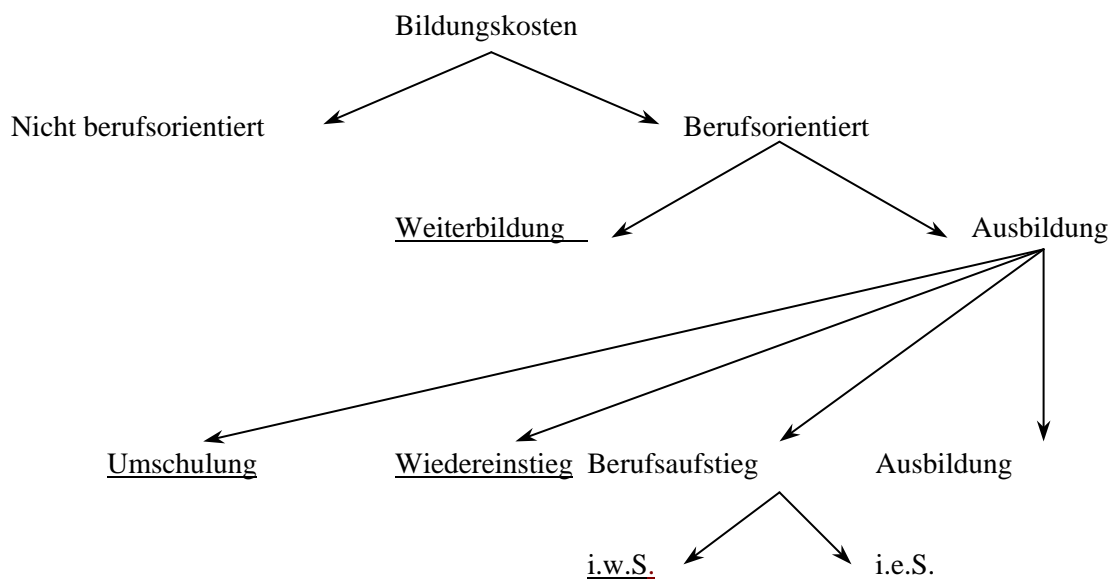 Bildungskosten
Nicht berufsorientiert Berufsorientiert
Weiterbildung Ausbildung
Umschulung Wiedereinstieg Berufsaufstieg Ausbildung
i.w.S. i.e.S.